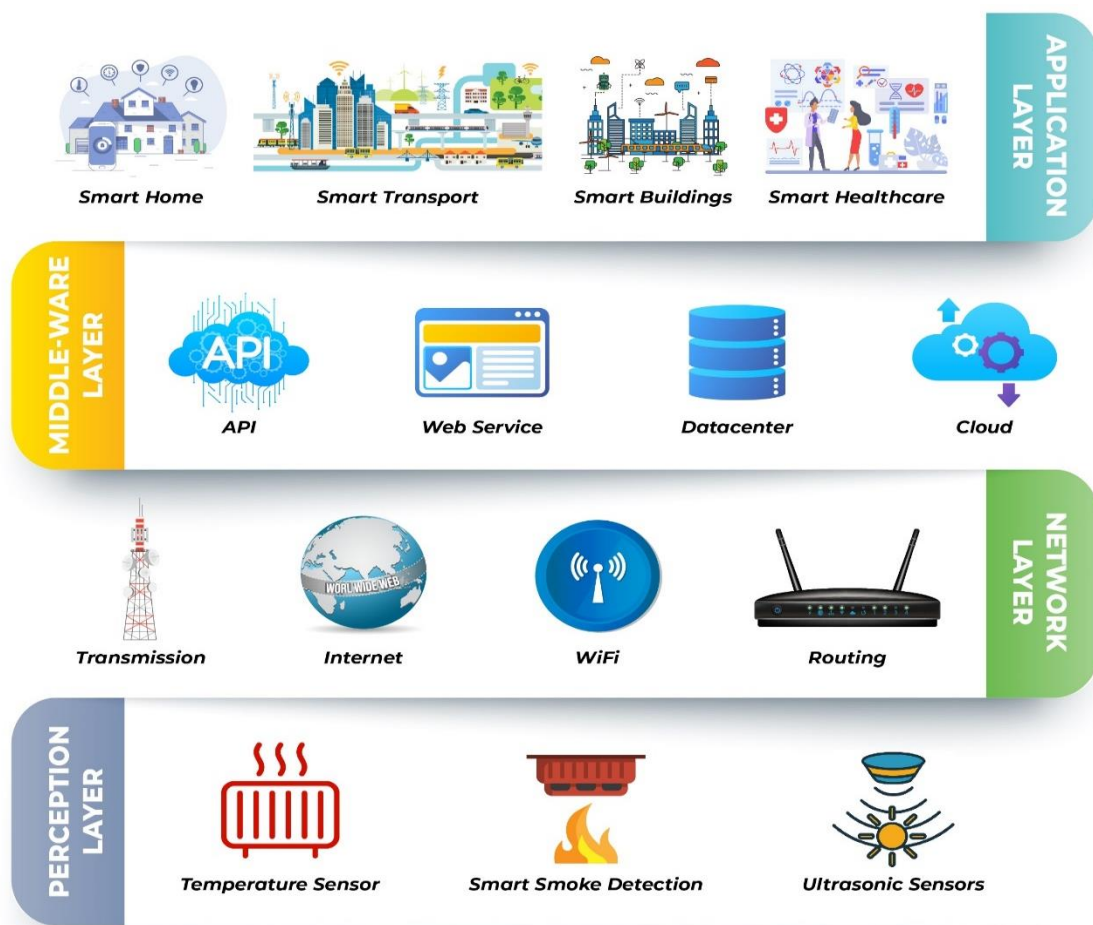 APPLICATION
LAYER
Smart Home
Smart Transport
Smart Buildings
Smart Healthcare
MIDDLE-WARE
LAYER
API
API
Web Service
Datacenter
Cloud
NETWORK
LAYER
WORL WIDE WEB
Transmission
Internet
WiFi
Routing
PERCEPTION
LAYER
Temperature Sensor
Smart Smoke Detection
Ultrasonic Sensors